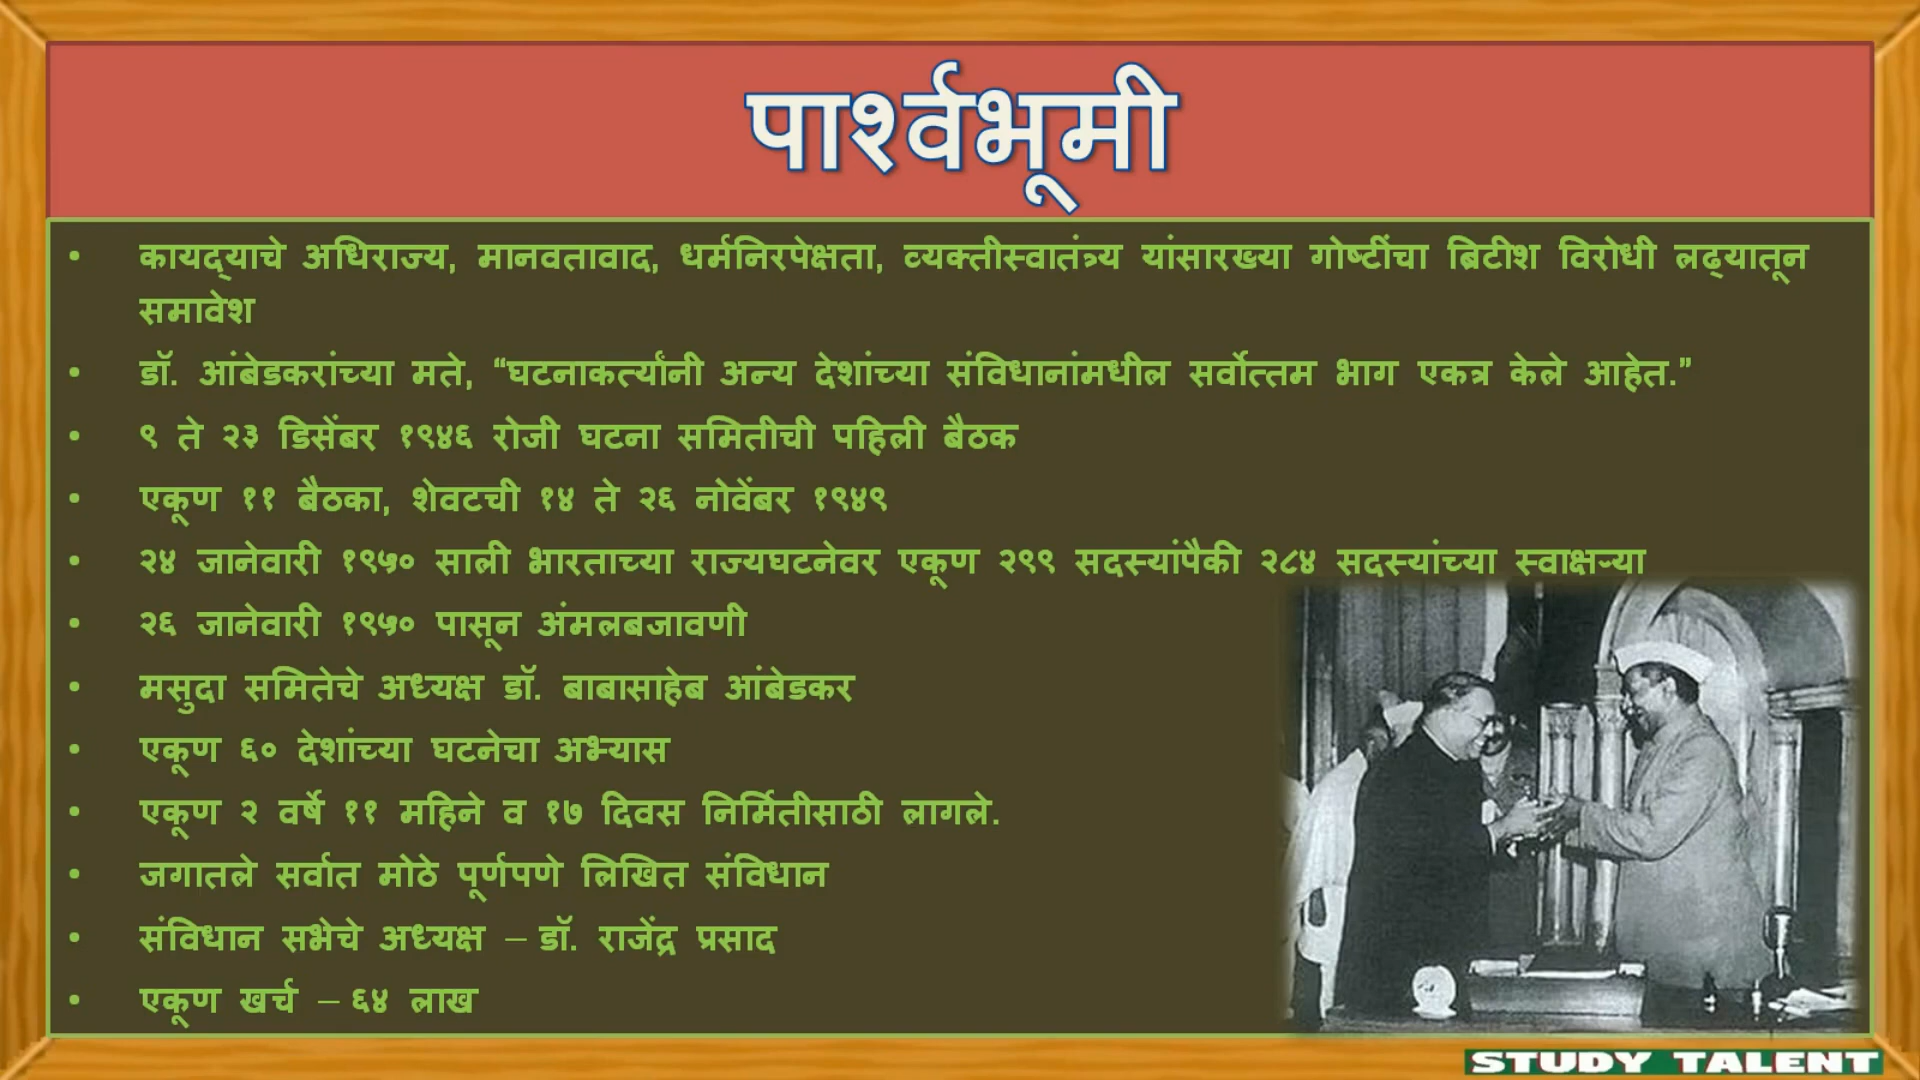 पार्श्वभूमी
• कायद्याचे अधिराज्य, मानवतावाद, धर्मनिरपेक्षता, व्यक्तीस्वातंत्र्य यांसारख्या गोष्टींचा ब्रिटीश विरोधी लढ्यातून
समावेश
• डॉ. आंबेडकरांच्या मते, “घटनाकर्त्यांनी अन्य देशांच्या संविधानांमधील सर्वोत्तम भाग एकत्र केले आहेत.”
• ९ ते २३ डिसेंबर १९४६ रोजी घटना समितीची पहिली बैठक
• एकूण ११ बैठका, शेवटची १४ ते २६ नोवेंबर १९४९
• २४ जानेवारी १९५० साली भारताच्या राज्यघटनेवर एकूण २९९ सदस्यांपैकी २८४ सदस्यांच्या स्वाक्षऱ्या
• २६ जानेवारी १९५० पासून अंमलबजावणी
• मसुदा समितेचे अध्यक्ष डॉ. बाबासाहेब आंबेडकर
• एकूण ६० देशांच्या घटनेचा अभ्यास
• एकूण २ वर्षे ११ महिने व १७ दिवस निर्मितीसाठी लागले.
• जगातले सर्वात मोठे पूर्णपणे लिखित संविधान
• संविधान सभेचे अध्यक्ष – डॉ. राजेंद्र प्रसाद
• एकूण खर्च – ६४ लाख
STUDY TALENT